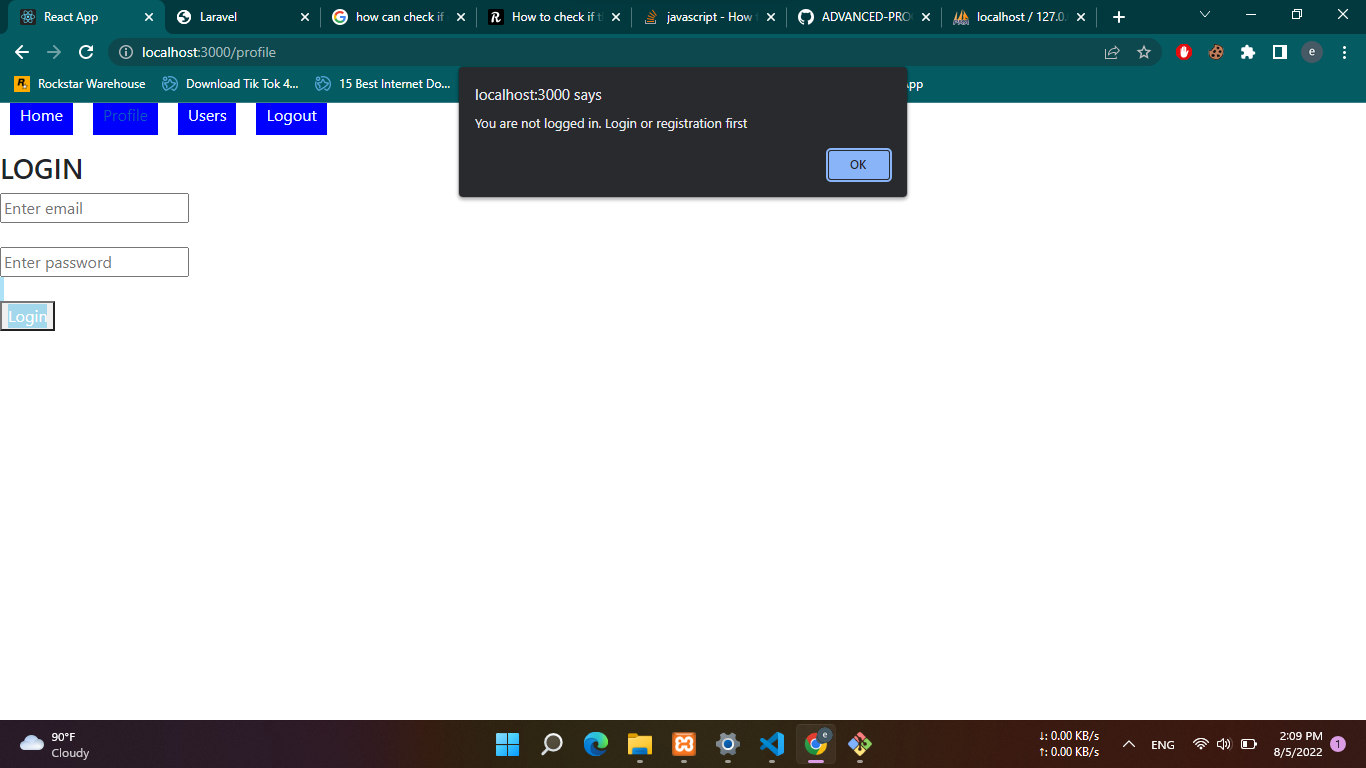 React App
Laravel
how can check if
How to check if t
javascript - How
ADVANCED-PRO
localhost / 127.0.
localhost:3000/profile
e
Rockstar Warehouse
Download Tik Tok 4...
15 Best Internet Do...
localhost:3000 says
You are not logged in. Login or registration first
OK
Home
Profile
Users
Logout
LOGIN
Enter email
Enter password
Login
90°F
Cloudy
↓: 0.00 KB/s
↑: 0.00 KB/s
ENG
2:09 PM
8/5/2022
1